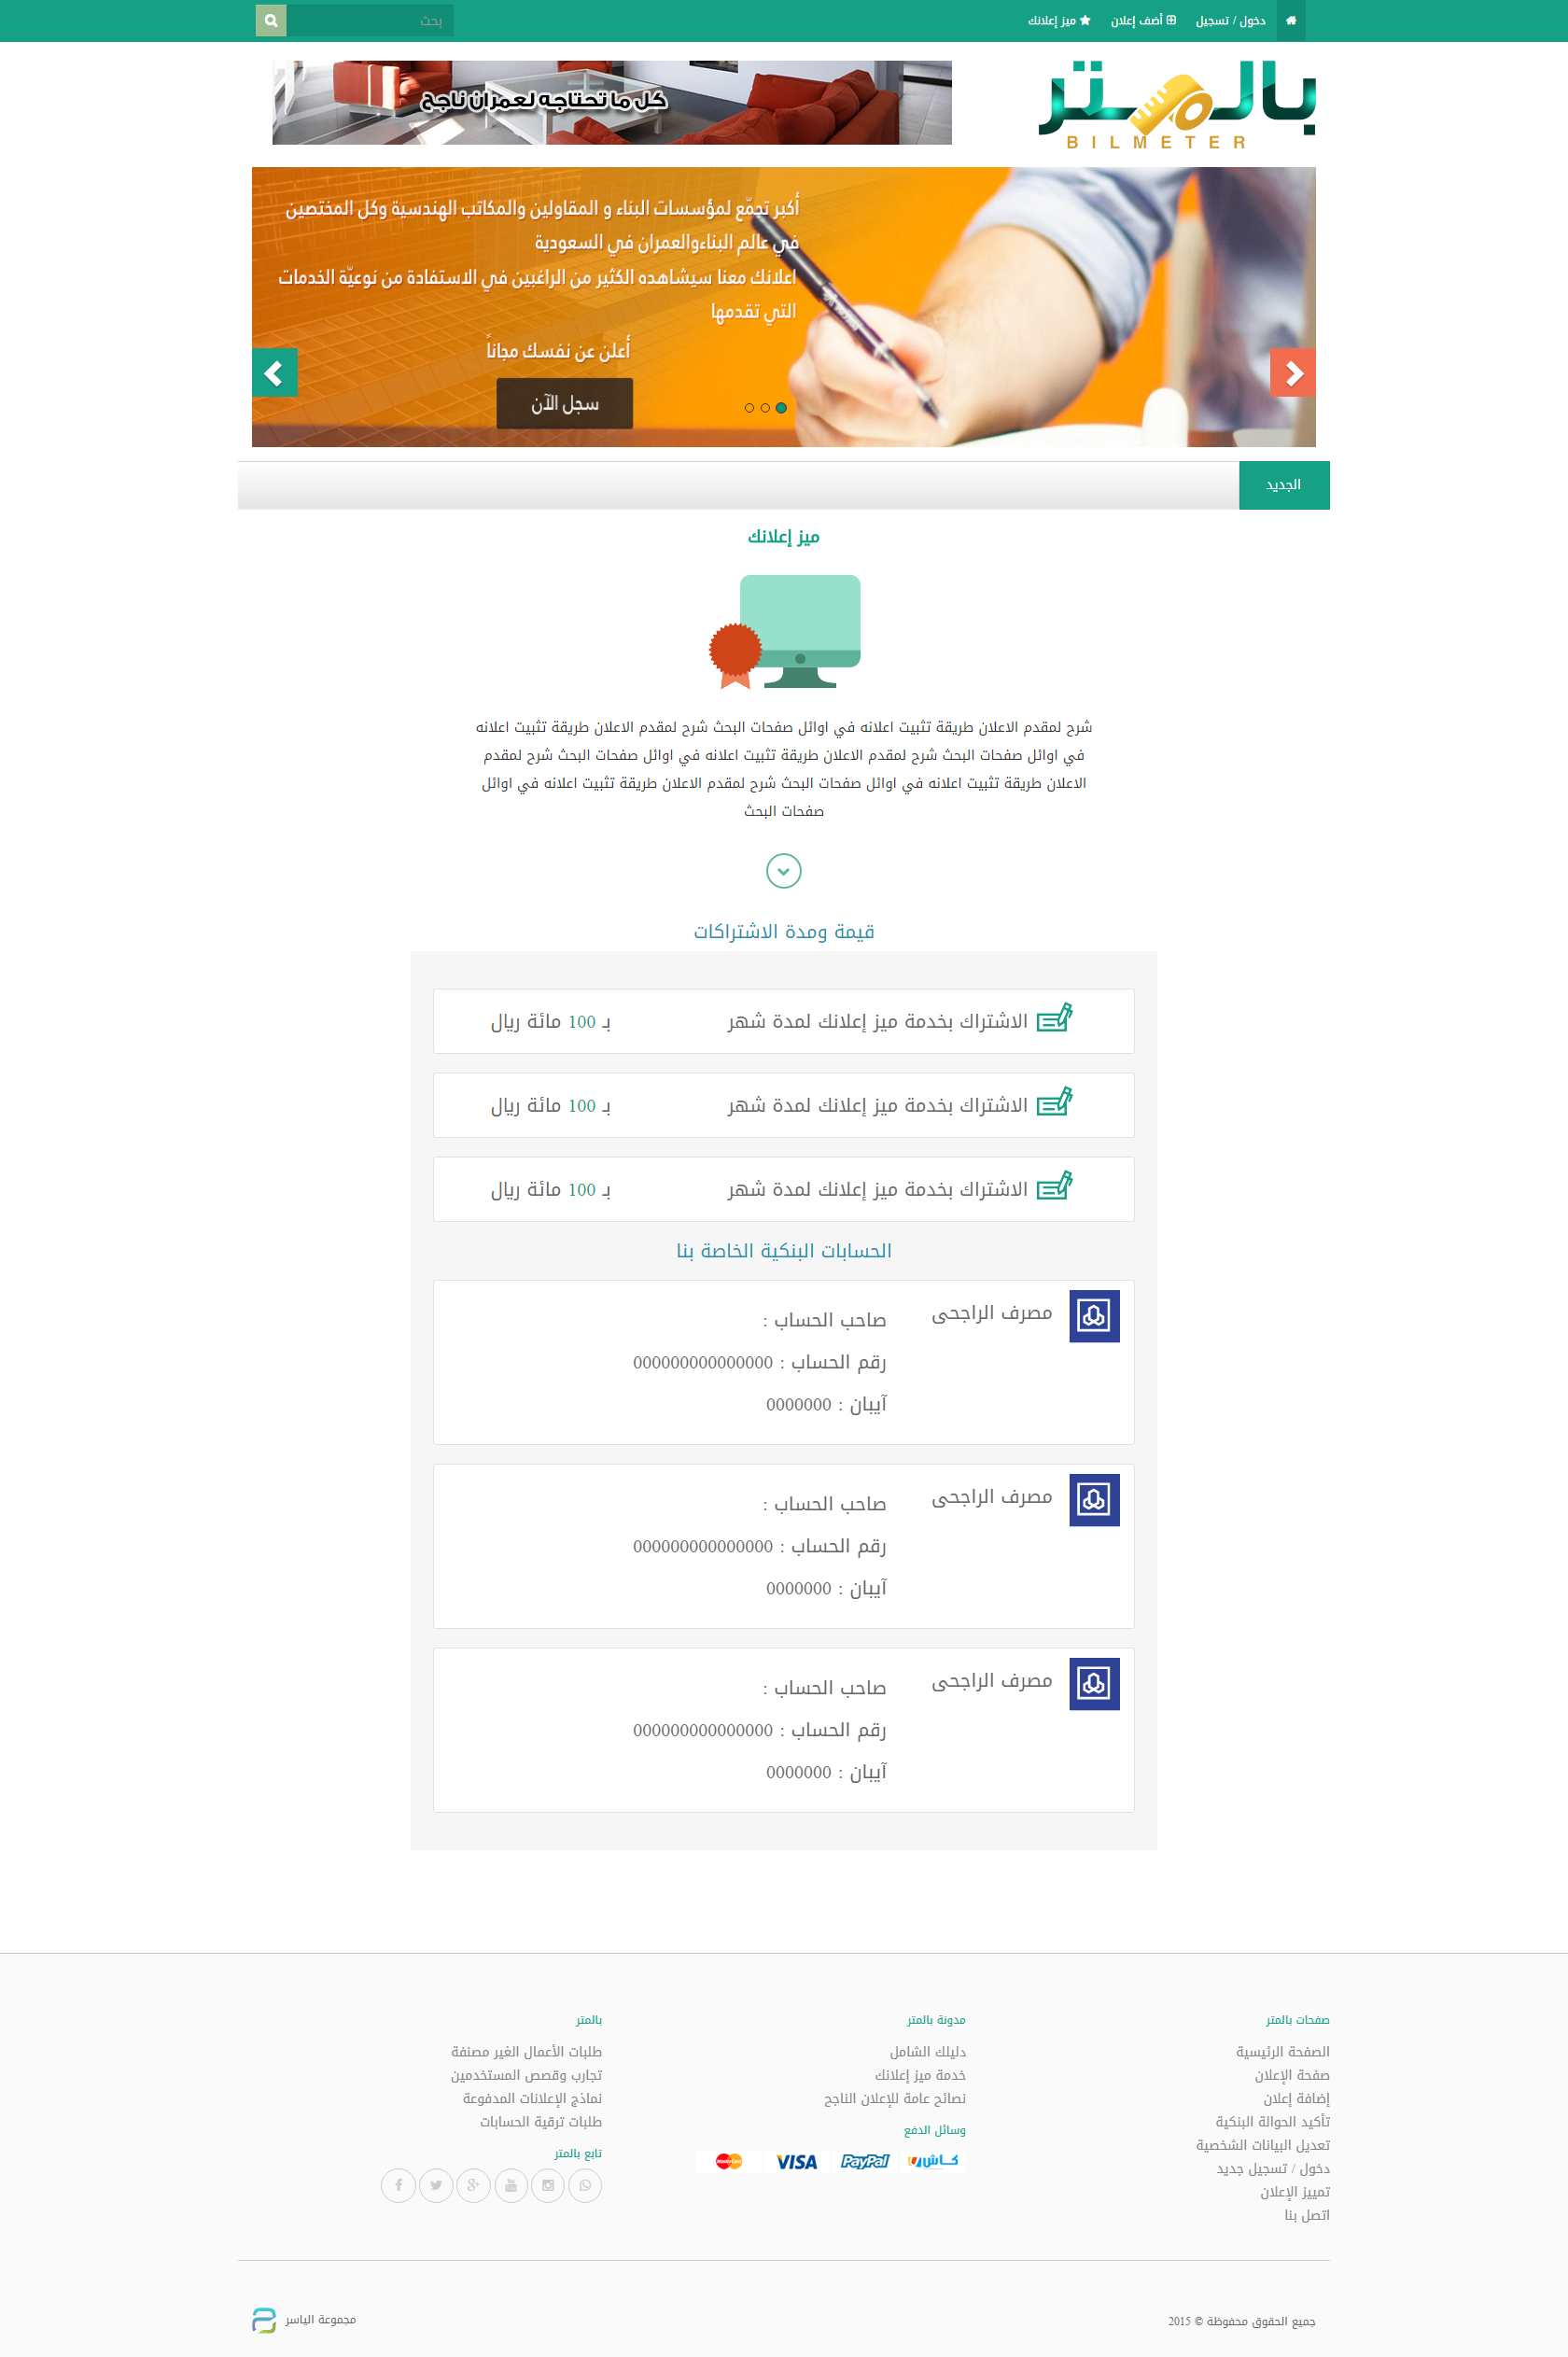 دخول / تسجيل
أضف إعلان
ميز إعلانك
بحث
بالمتر
BILMETER
كل ما تحتاجه لعمران ناجح
أكبر تجمّع لمؤسسات البناء و المقاولين والمكاتب الهندسية وكل المختصين
في عالم البناءوالعمران في السعودية
اعلانك معنا سيشاهده الكثير من الراغبين في الاستفادة من نوعيّة الخدمات
التي تقدمها
أعلن عن نفسك مجاناً
سجل الآن
الجديد
ميز إعلانك
شرح لمقدم الاعلان طريقة تثبيت اعلانه في اوائل صفحات البحث شرح لمقدم الاعلان طريقة تثبيت اعلانه
في اوائل صفحات البحث شرح لمقدم الاعلان طريقة تثبيت اعلانه في اوائل صفحات البحث شرح لمقدم
الاعلان طريقة تثبيت اعلانه في اوائل صفحات البحث شرح لمقدم الاعلان طريقة تثبيت اعلانه في اوائل
صفحات البحث
قيمة ومدة الاشتراكات
الاشتراك بخدمة ميز إعلانك لمدة شهر
بـ 100 مائة ريال
الاشتراك بخدمة ميز إعلانك لمدة شهر
بـ 100 مائة ريال
الاشتراك بخدمة ميز إعلانك لمدة شهر
بـ 100 مائة ريال
الحسابات البنكية الخاصة بنا
مصرف الراجحى
صاحب الحساب :
رقم الحساب : 000000000000000
آيبان : 0000000
مصرف الراجحى
صاحب الحساب :
رقم الحساب : 000000000000000
آيبان : 0000000
مصرف الراجحى
صاحب الحساب :
رقم الحساب : 000000000000000
آيبان : 0000000
صفحات بالمتر
الصفحة الرئيسية
صفحة الإعلان
إضافة إعلان
تأكيد الحوالة البنكية
تعديل البيانات الشخصية
دخول / تسجيل جديد
تمييز الإعلان
اتصل بنا
مدونة بالمتر
دليلك الشامل
خدمة ميز إعلانك
نصائح عامة للإعلان الناجح
وسائل الدفع
كاش U
PayPal
VISA
MasterCard
بالمتر
طلبات الأعمال الغير مصنفة
تجارب وقصص المستخدمين
نماذج الإعلانات المدفوعة
طلبات ترقية الحسابات
تابع بالمتر
جميع الحقوق محفوظة © 2015
مجموعة الياسر